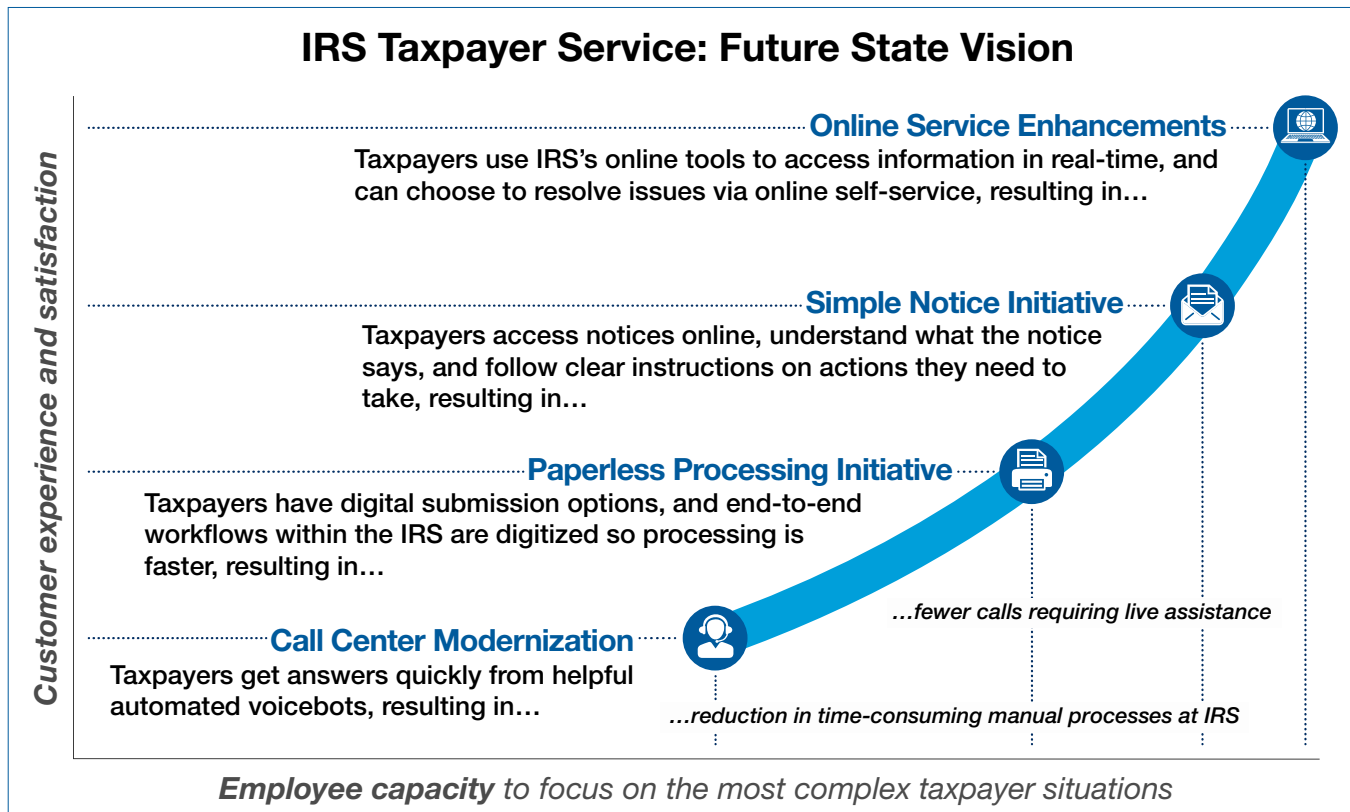 IRS Taxpayer Service: Future State Vision
Customer experience and satisfaction
Online Service Enhancements
Taxpayers use IRS's online tools to access information in real-time, and
can choose to resolve issues via online self-service, resulting in…
Simple Notice Initiative
Taxpayers access notices online, understand what the notice
says, and follow clear instructions on actions they need to
take, resulting in…
Paperless Processing Initiative
Taxpayers have digital submission options, and end-to-end
workflows within the IRS are digitized so processing is
faster, resulting in…
…fewer calls requiring live assistance
Call Center Modernization
Taxpayers get answers quickly from helpful
automated voicebots, resulting in…
…reduction in time-consuming manual processes at IRS
Employee capacity to focus on the most complex taxpayer situations